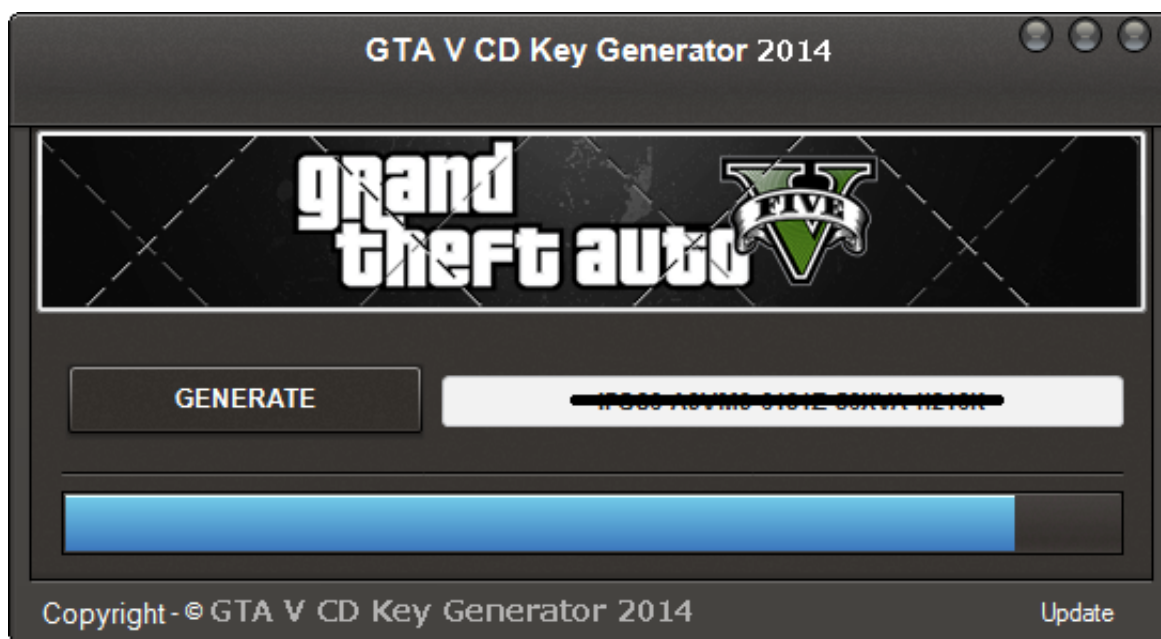 GTA V CD Key Generator 2014
grand
theft auto
FIVE
GENERATE
Copyright - © GTA V CD Key Generator 2014
Update